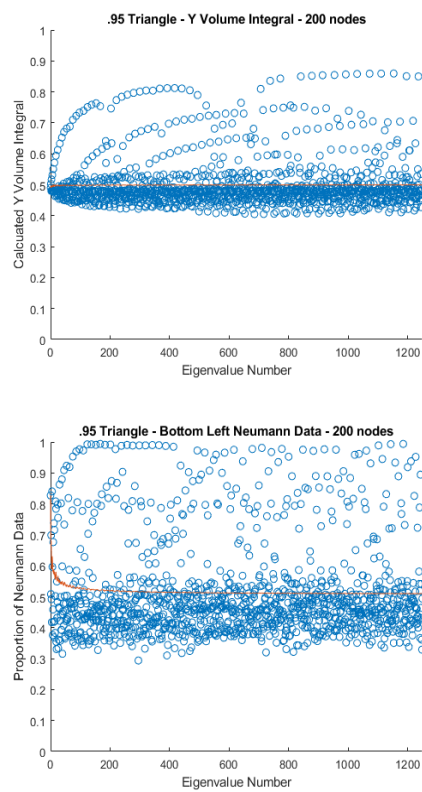 .95 Triangle - Y Volume Integral - 200 nodes
1
0.9
0.8
0.7
0.6
0.5
0.4
0.3
0.2
0.1
0
Calcuated Y Volume Integral
0 200 400 600 800 1000 1200
Eigenvalue Number
.95 Triangle - Bottom Left Neumann Data - 200 nodes
1
0.9
0.8
0.7
0.6
0.5
0.4
0.3
0.2
0.1
0
Proportion of Neumann Data
0 200 400 600 800 1000 1200
Eigenvalue Number